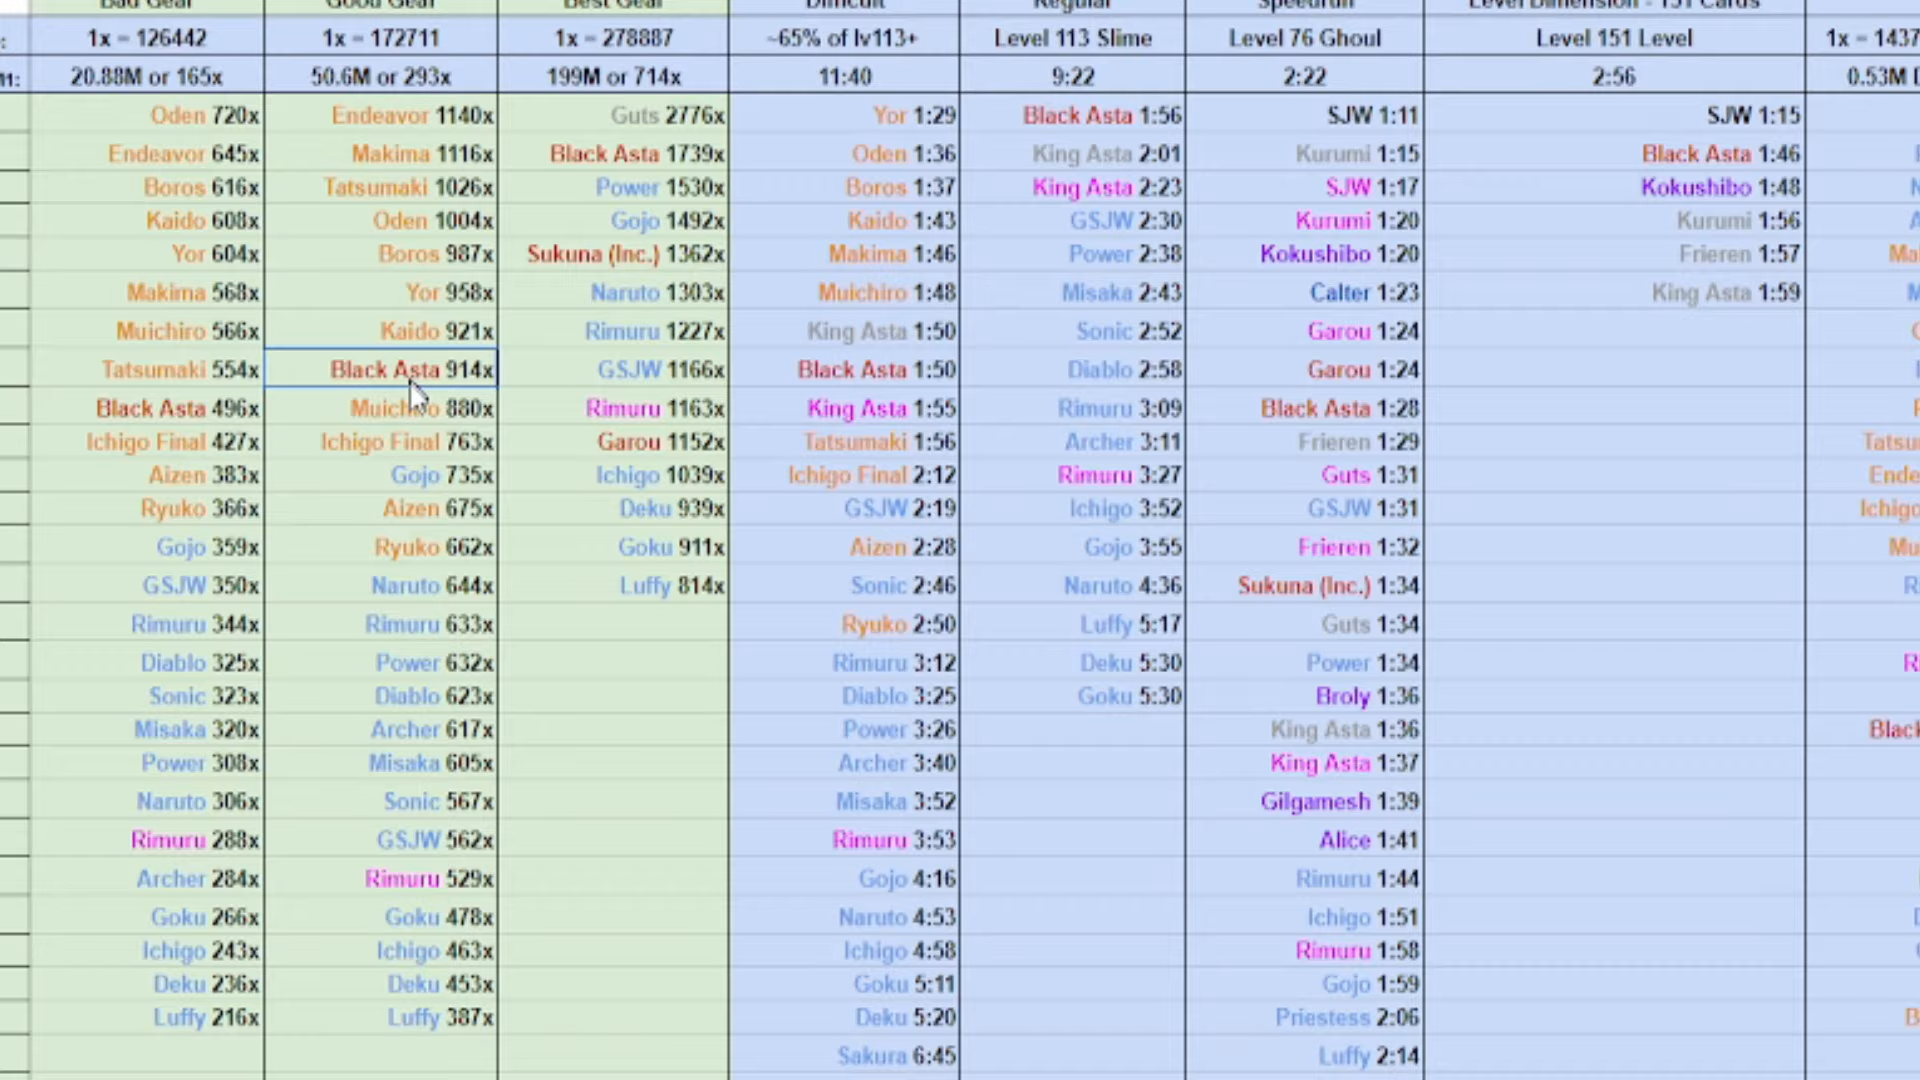 Bad Gear Good Gear Best Gear Difficult Regular Speedrun Level Dimension - 151 Cards
: 1x = 126442 1x = 172711 1x = 278887 ~65% of lv113+ Level 113 Slime Level 76 Ghoul Level 151 Level 1x = 1437
20.88M or 165x 50.6M or 293x 199M or 714x 11:40 9:22 2:22 2:56 0.53M
Oden 720x Endeavor 1140x Guts 2776x Yor 1:29 Black Asta 1:56 SJW 1:11 SJW 1:15
Endeavor 645x Makima 1116x Black Asta 1739x Oden 1:36 King Asta 2:01 Kurumi 1:15 Black Asta 1:46
Boros 616x Tatsumaki 1026x Power 1530x Boros 1:37 King Asta 2:23 SJW 1:17 Kokushibo 1:48
Kaido 608x Oden 1004x Gojo 1492x Kaido 1:43 GSJW 2:30 Kurumi 1:20 Kurumi 1:56
Yor 604x Boros 987x Sukuna (Inc.) 1362x Makima 1:46 Power 2:38 Kokushibo 1:20 Frieren 1:57 Ma
Makima 568x Yor 958x Naruto 1303x Muichiro 1:48 Misaka 2:43 Calter 1:23 King Asta 1:59
Muichiro 566x Kaido 921x Rimuru 1227x King Asta 1:50 Sonic 2:52 Garou 1:24
Tatsumaki 554x Black Asta 914x GSJW 1166x Black Asta 1:50 Diablo 2:58 Garou 1:24
Black Asta 496x Muichiro 880x Rimuru 1163x King Asta 1:55 Rimuru 3:09 Black Asta 1:28
Ichigo Final 427x Ichigo Final 763x Garou 1152x Tatsumaki 1:56 Archer 3:11 Frieren 1:29 Tatsu
Aizen 383x Gojo 735x Ichigo 1039x Ichigo Final 2:12 Rimuru 3:27 Guts 1:31 Ende
Ryuko 366x Aizen 675x Deku 939x GSJW 2:19 Ichigo 3:52 GSJW 1:31 Ichigo
Gojo 359x Ryuko 662x Goku 911x Aizen 2:28 Gojo 3:55 Frieren 1:32 Mu
GSJW 350x Naruto 644x Luffy 814x Sonic 2:46 Naruto 4:36 Sukuna (Inc.) 1:34 R
Rimuru 344x Rimuru 633x Ryuko 2:50 Luffy 5:17 Guts 1:34
Diablo 325x Power 632x Rimuru 3:12 Deku 5:30 Power 1:34 R
Sonic 323x Diablo 623x Diablo 3:25 Goku 5:30 Broly 1:36
Misaka 320x Archer 617x Power 3:26 King Asta 1:36 Black
Power 308x Misaka 605x Archer 3:40 King Asta 1:37
Naruto 306x Sonic 567x Misaka 3:52 Gilgamesh 1:39
Rimuru 288x GSJW 562x Rimuru 3:53 Alice 1:41
Archer 284x Rimuru 529x Gojo 4:16 Rimuru 1:44
Goku 266x Goku 478x Naruto 4:53 Ichigo 1:51
Ichigo 243x Ichigo 463x Ichigo 4:58 Rimuru 1:58
Deku 236x Deku 453x Goku 5:11 Gojo 1:59
Luffy 216x Luffy 387x Deku 5:20 Priestess 2:06 B
Sakura 6:45 Luffy 2:14